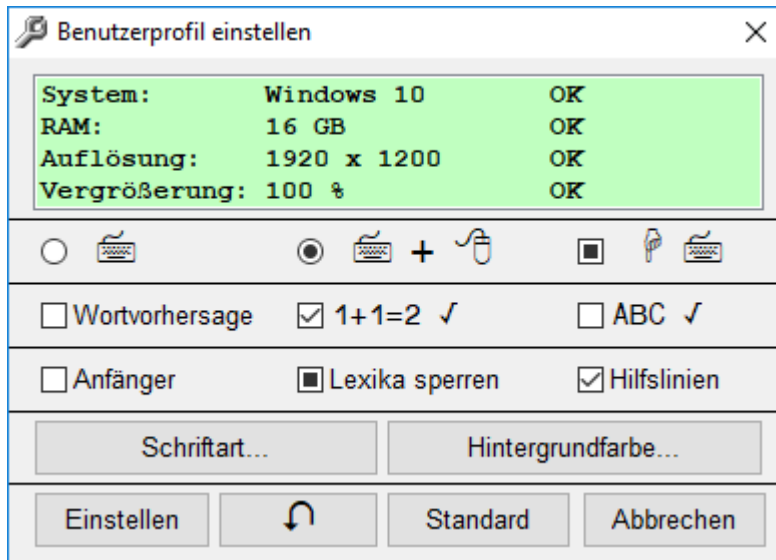 Benutzerprofil einstellen
System: Windows 10 OK
RAM: 16 GB OK
Auflösung: 1920 x 1200 OK
Vergrößerung: 100 % OK
+
Wortvorhersage 1+1=2 √ ABC √
Anfänger Lexika sperren Hilfslinien
Schriftart... Hintergrundfarbe...
Einstellen Standard Abbrechen